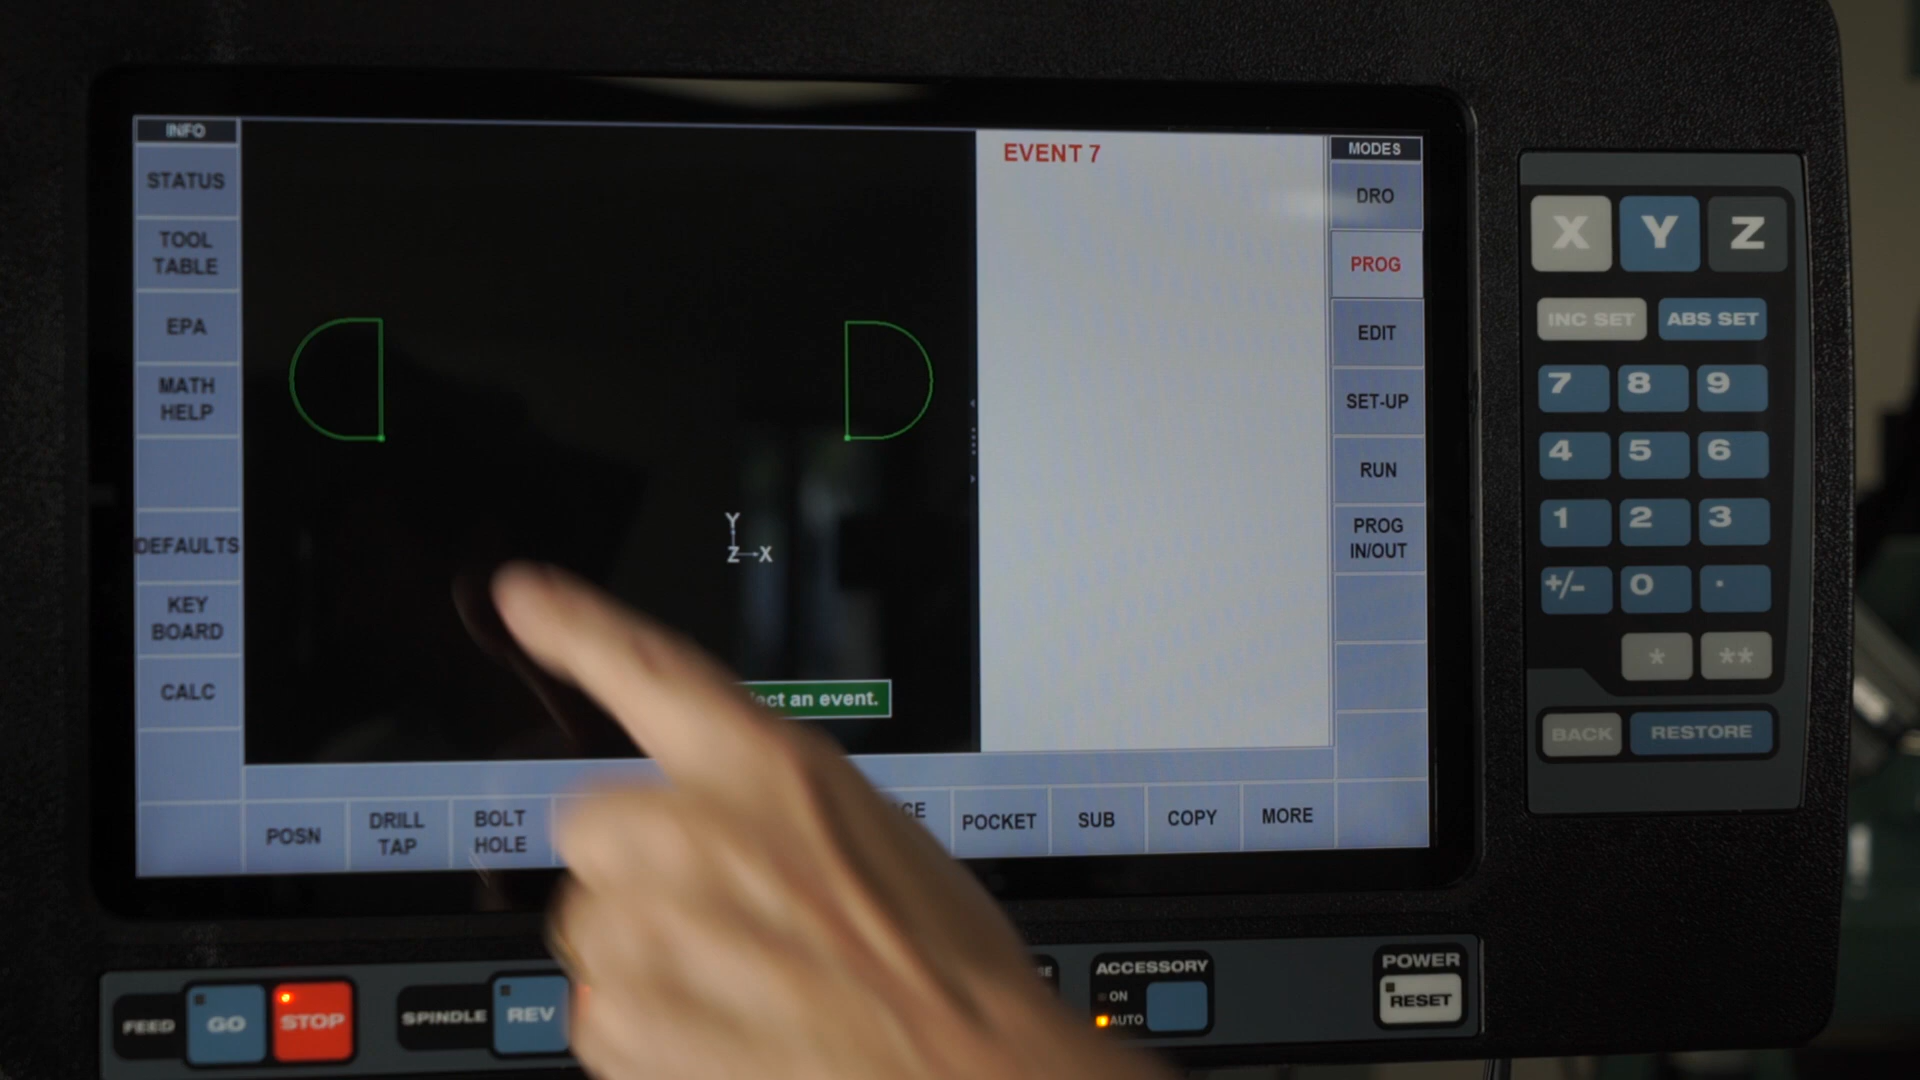 INFO
STATUS
TOOL
TABLE
EPA
MATH
HELP
DEFAULTS
KEY
BOARD
CALC
Y
Z X
an event.
EVENT 7
MODES
DRO
PROG
EDIT
SET-UP
RUN
PROG
IN/OUT
POSN
DRILL
TAP
BOLT
HOLE
POCKET
SUB
COPY
MORE
X Y Z
INC SET ABS SET
7 8 9
4 5 6
1 2 3
+/- 0 .
* **
BACK RESTORE
FEED GO STOP
SPINDLE REV
ACCESSORY
ON
AUTO
POWER
RESET